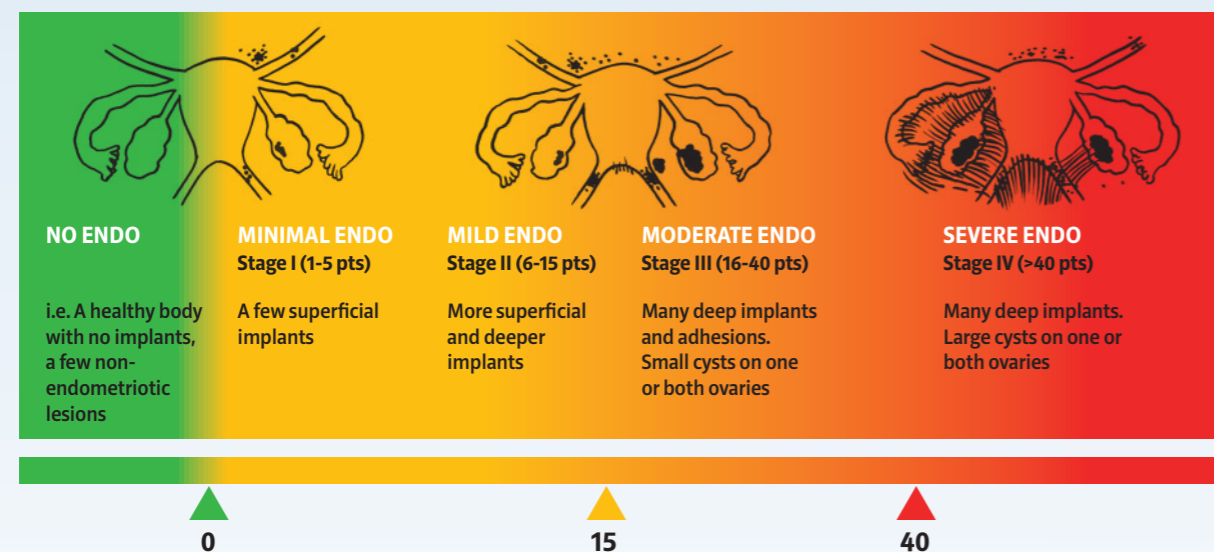 NO ENDO
i.e. A healthy body
with no implants,
a few non-
endometriotic
lesions
MINIMAL ENDO
Stage I (1-5 pts)
A few superficial
implants
MILD ENDO
Stage II (6-15 pts)
More superficial
and deeper
implants
MODERATE ENDO
Stage III (16-40 pts)
Many deep implants
and adhesions.
Small cysts on one
or both ovaries
SEVERE ENDO
Stage IV (>40 pts)
Many deep implants.
Large cysts on one or
both ovaries
0
15
40